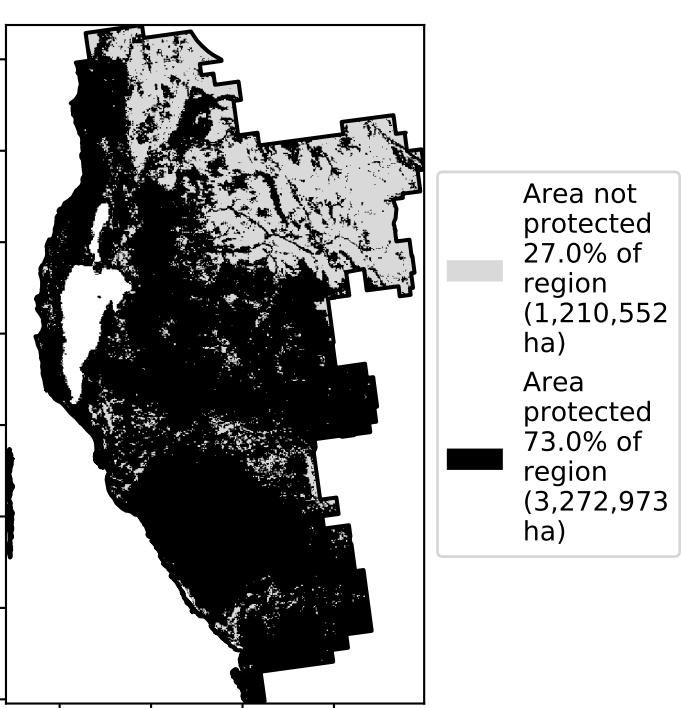 Area not
protected
27.0% of
region
(1,210,552
ha)
Area
protected
73.0% of
region
(3,272,973
ha)